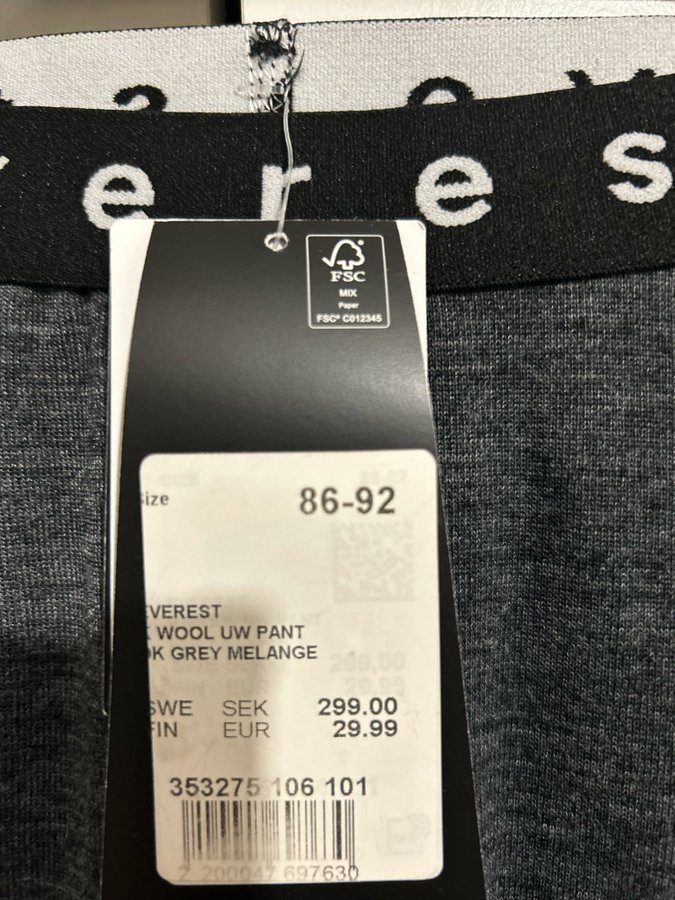 e r e s
FSC
MIX
Paper
FSC® C012345
Size 86-92
EVEREST
K WOOL UW PANT
DK GREY MELANGE
SWE SEK 299.00
FIN EUR 29.99
353275 106 101
2 200047 697630